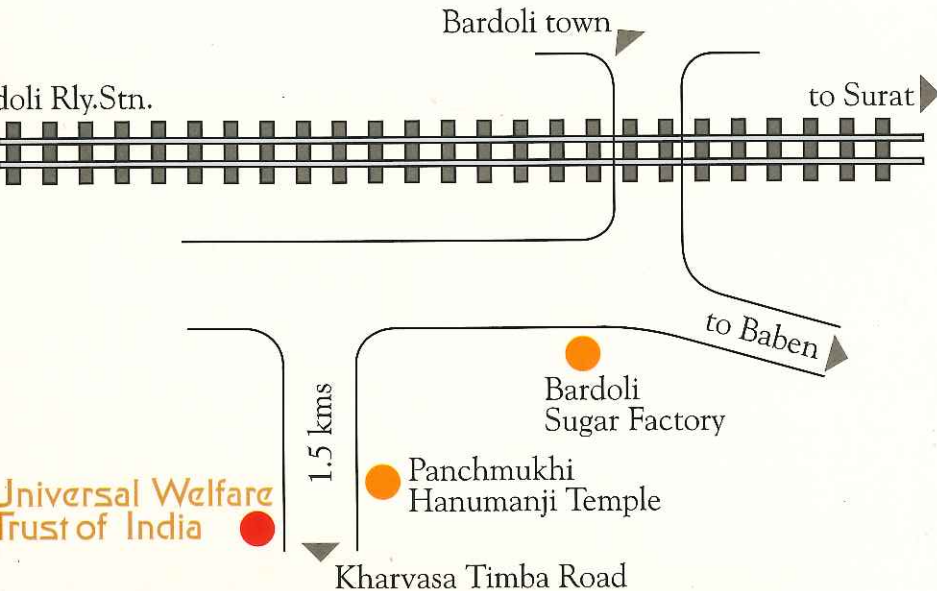 Bardoli town
doli Rly.Stn.
to Surat
to Baben
Bardoli
Sugar Factory
1.5 kms
Panchmukhi
Hanumanji Temple
Universal Welfare
Trust of India
Kharvasa Timba Road